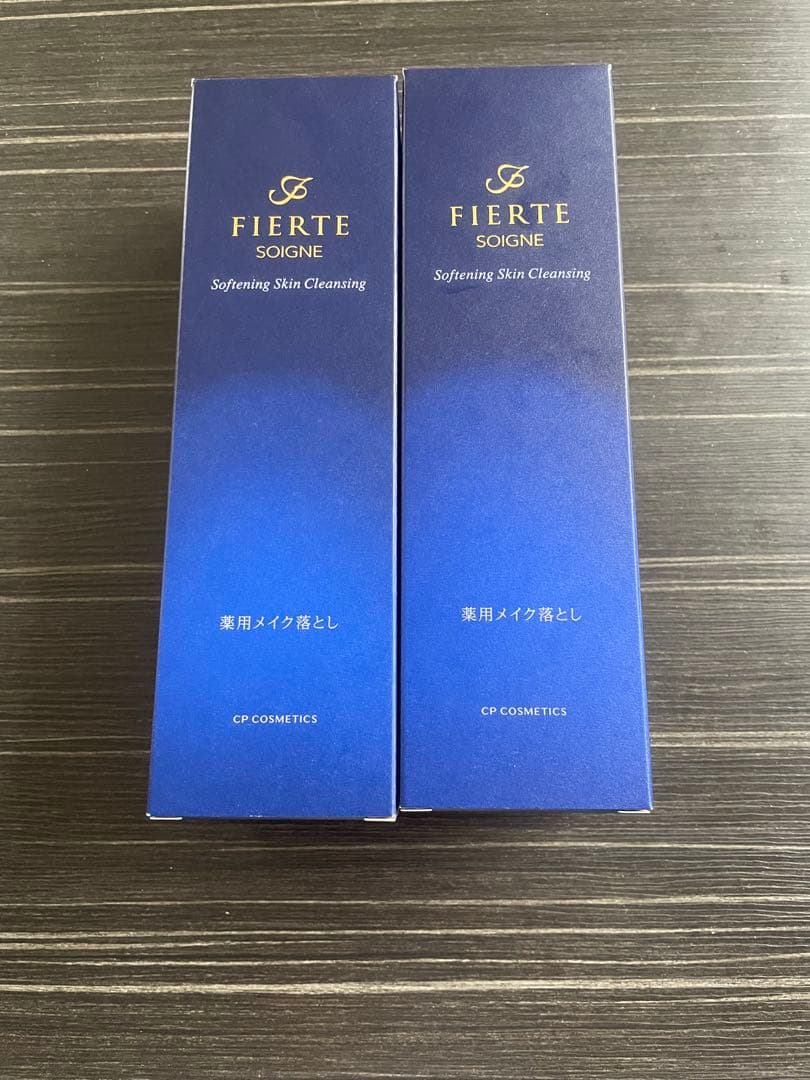 FIERTE
SOIGNE
Softening Skin Cleansing
薬用メイク落とし
CP COSMETICS
FIERTE
SOIGNE
Softening Skin Cleansing
薬用メイク落とし
CP COSMETICS